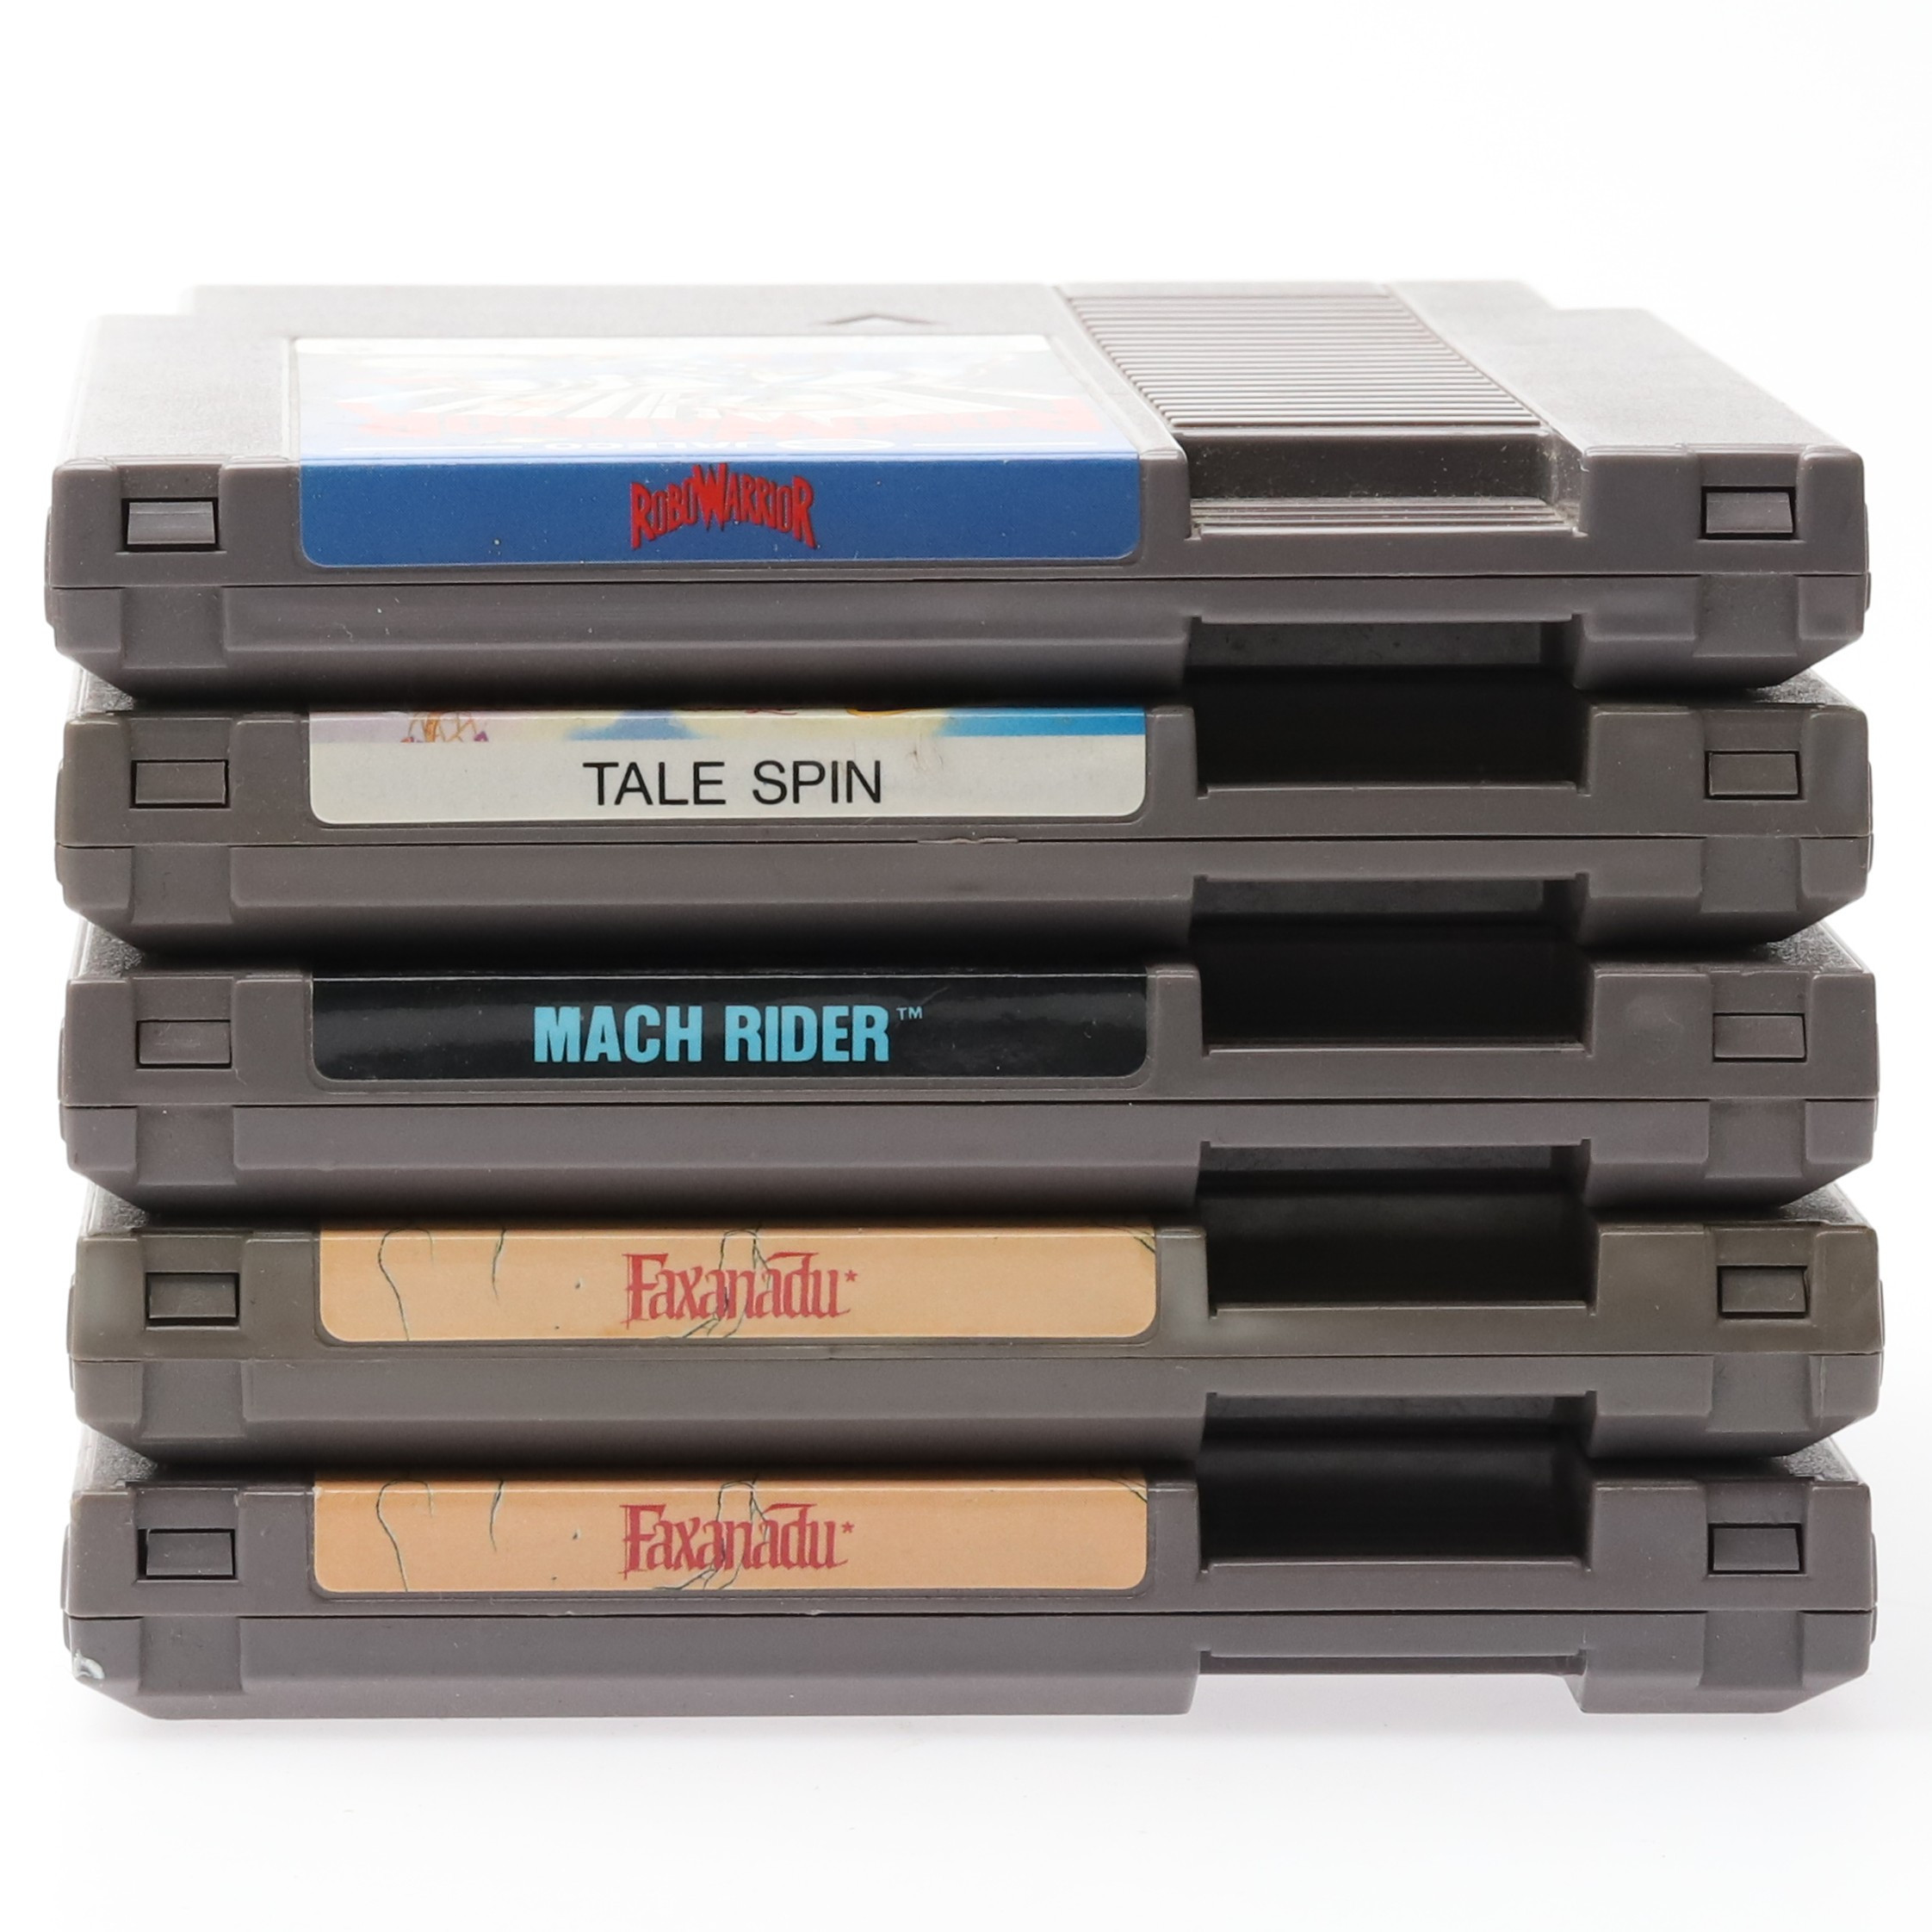 ROBOWARRIOR
TALE SPIN
MACH RIDER™
Faxanadu*
Faxanadu*